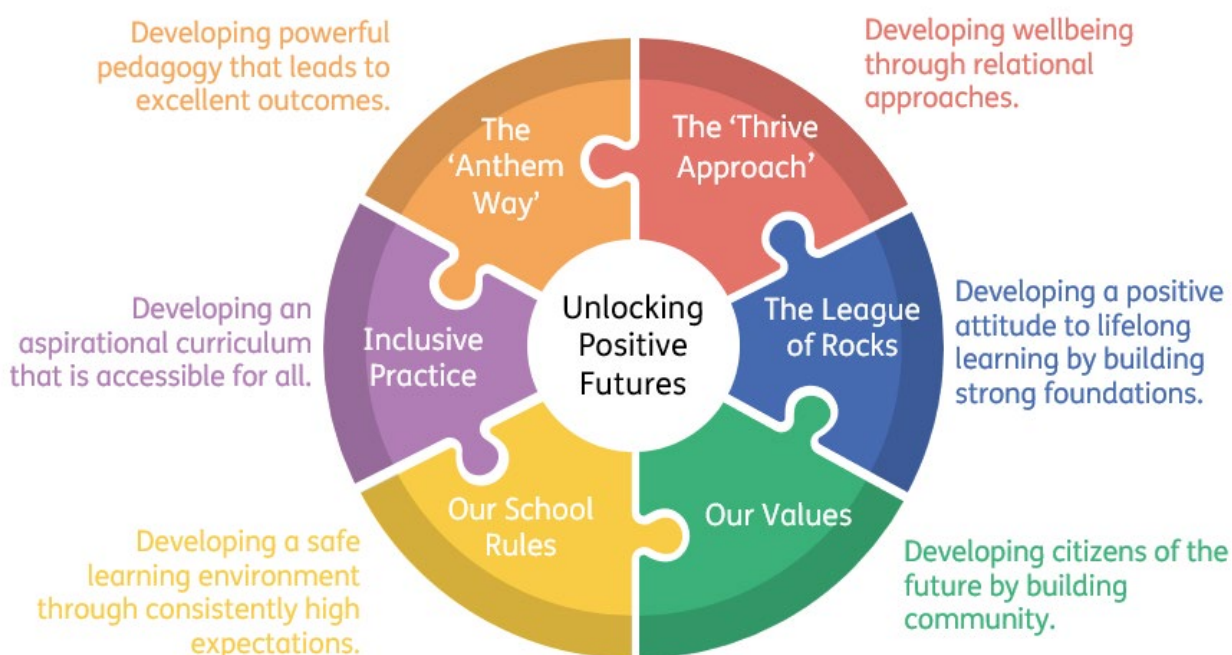 Developing powerful
pedagogy that leads to
excellent outcomes.
Developing wellbeing
through relational
approaches.
The
'Anthem
Way'
The 'Thrive
Approach'
Developing an
aspirational curriculum
that is accessible for all.
Inclusive
Practice
Unlocking
Positive
Futures
The League
of Rocks
Developing a positive
attitude to lifelong
learning by building
strong foundations.
Our School
Rules
Our Values
Developing a safe
learning environment
through consistently high
expectations.
Developing citizens of the
future by building
community.